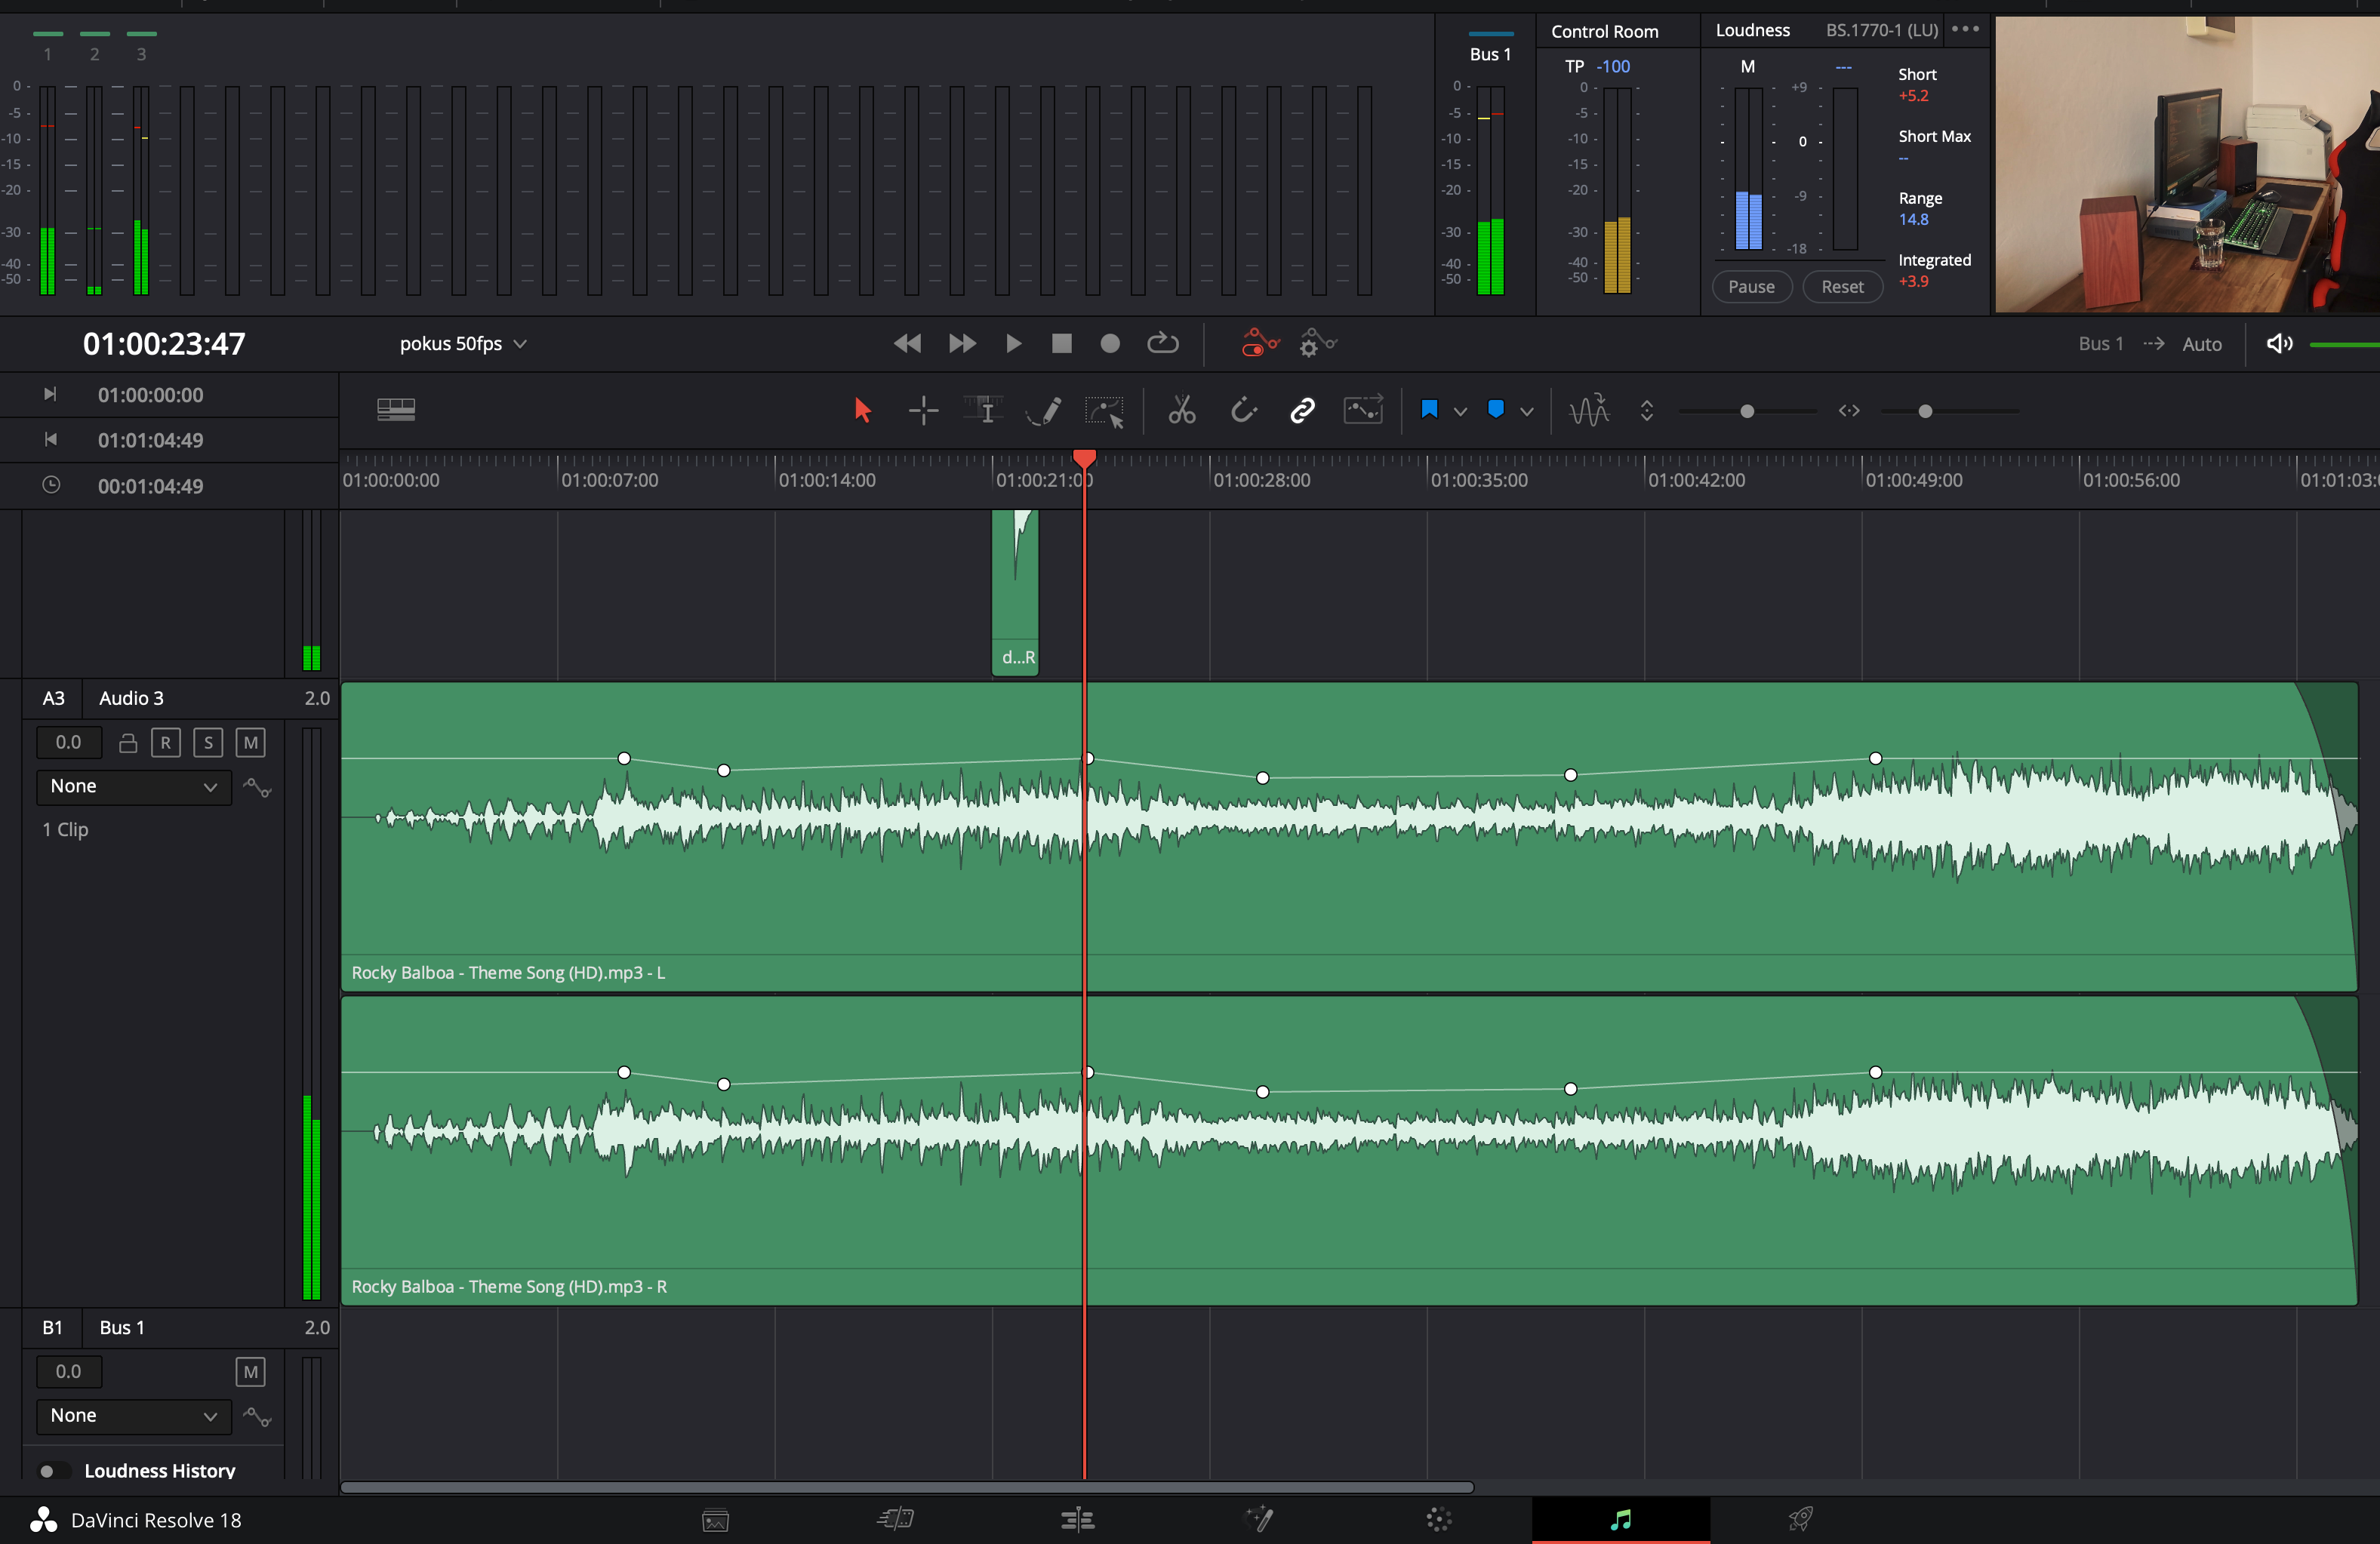 1 2 3
0
-5
-10
-15
-20
-30
-40
-50
Bus 1
0
-5
-10
-15
-20
-30
-40
-50
Control Room
TP -100
0
-5
-10
-15
-20
-30
-40
-50
Loudness BS.1770-1 (LU)
M ---
+9
0
-9
-18
Pause Reset
Short
+5.2
Short Max
--
Range
14.8
Integrated
+3.9
01:00:23:47 pokus 50fps Bus 1 Auto
01:00:00:00
01:01:04:49
00:01:04:49
01:00:00:00 01:00:07:00 01:00:14:00 01:00:21:00 01:00:28:00 01:00:35:00 01:00:42:00 01:00:49:00 01:00:56:00 01:01:03:
d...R
A3 Audio 3 2.0
0.0 R S M
None
1 Clip
Rocky Balboa - Theme Song (HD).mp3 - L
Rocky Balboa - Theme Song (HD).mp3 - R
B1 Bus 1 2.0
0.0 M
None
Loudness History
DaVinci Resolve 18